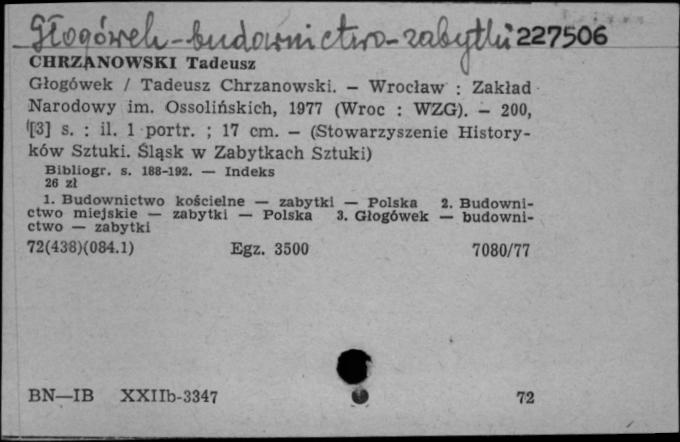 Głogówek - budownictwo - zabytki 227506
CHRZANOWSKI Tadeusz
Głogówek / Tadeusz Chrzanowski. — Wrocław : Zakład
Narodowy im. Ossolińskich, 1977 (Wroc : WZG). — 200,
[3] s. : il. 1 portr. ; 17 cm. — (Stowarzyszenie History-
ków Sztuki. Śląsk w Zabytkach Sztuki)
Bibliogr. s. 188-192. — Indeks
26 zł
1. Budownictwo kościelne — zabytki — Polska 2. Budowni-
ctwo miejskie — zabytki — Polska 3. Głogówek — budowni-
ctwo — zabytki
72(438)(084.1) Egz. 3500 7080/77
BN—IB XXIIb-3347 72